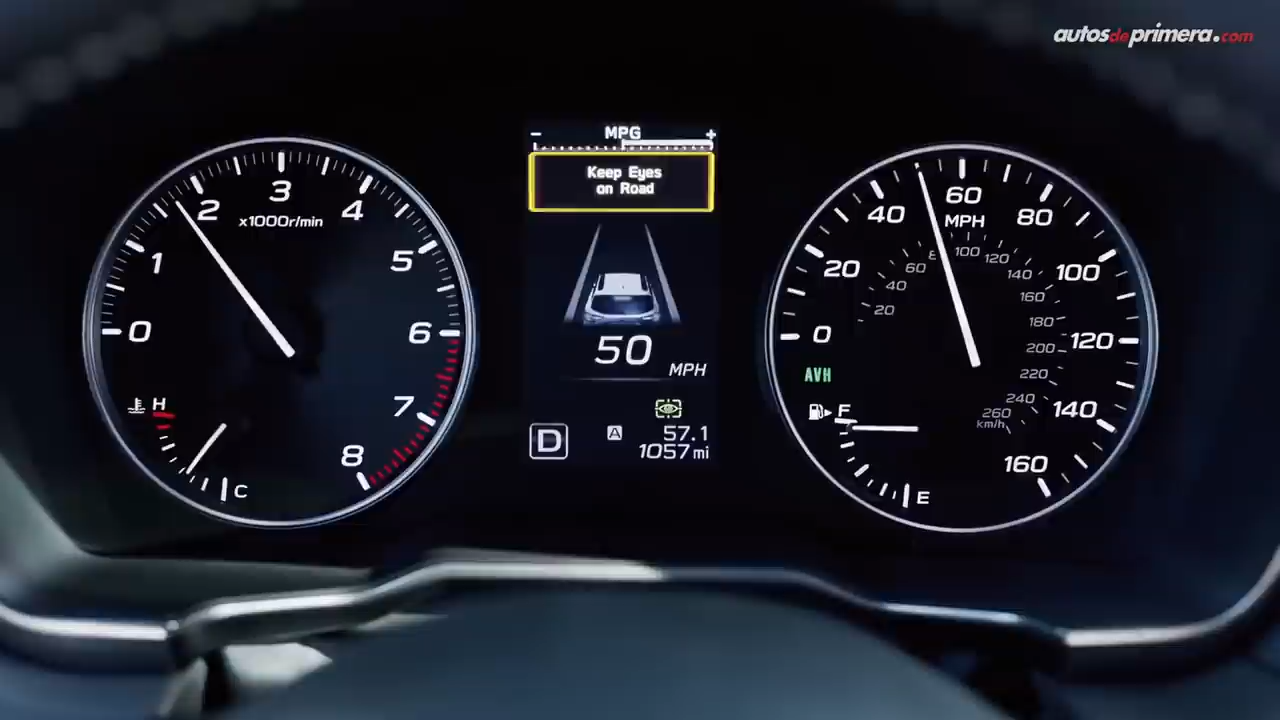 autosdeprimera.com
- MPG +
Keep Eyes
on Road
50
MPH
D
A 57.1
1057 mi
0
1
2
3
4
5
6
7
8
x1000r/min
H
C
0
20
40
60
80
100
120
140
160
MPH
20
40
60
8
100
120
140
160
180
200
220
240
260
km/h
AVH
F
E